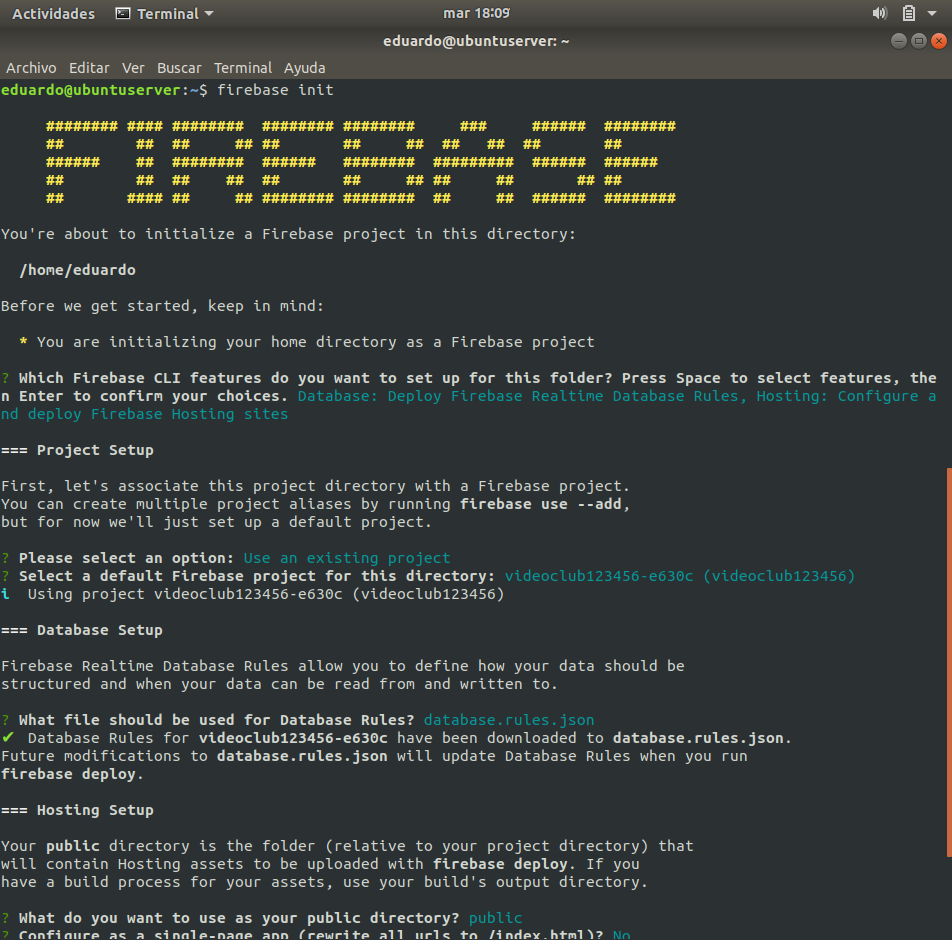 Actividades Terminal mar 18:09
eduardo@ubuntuserver: ~
Archivo Editar Ver Buscar Terminal Ayuda
eduardo@ubuntuserver:~$ firebase init
######## #### ########  ######## ########     ###     ######  ########
##        ##  ##     ## ##       ##     ##  ##   ##  ##       ##
######    ##  ########  ######   ########  #########  ######  ######
##        ##  ##    ##  ##       ##     ## ##     ##       ## ##
##       #### ##     ## ######## ########  ##     ##  ######  ########
You're about to initialize a Firebase project in this directory:
/home/eduardo
Before we get started, keep in mind:
* You are initializing your home directory as a Firebase project
? Which Firebase CLI features do you want to set up for this folder? Press Space to select features, the
n Enter to confirm your choices. Database: Deploy Firebase Realtime Database Rules, Hosting: Configure a
nd deploy Firebase Hosting sites
=== Project Setup
First, let's associate this project directory with a Firebase project.
You can create multiple project aliases by running firebase use --add,
but for now we'll just set up a default project.
? Please select an option: Use an existing project
? Select a default Firebase project for this directory: videoclub123456-e630c (videoclub123456)
i  Using project videoclub123456-e630c (videoclub123456)
=== Database Setup
Firebase Realtime Database Rules allow you to define how your data should be
structured and when your data can be read from and written to.
? What file should be used for Database Rules? database.rules.json
✔  Database Rules for videoclub123456-e630c have been downloaded to database.rules.json.
Future modifications to database.rules.json will update Database Rules when you run
firebase deploy.
=== Hosting Setup
Your public directory is the folder (relative to your project directory) that
will contain Hosting assets to be uploaded with firebase deploy. If you
have a build process for your assets, use your build's output directory.
? What do you want to use as your public directory? public
? Configure as a single-page app (rewrite all urls to /index.html)? No